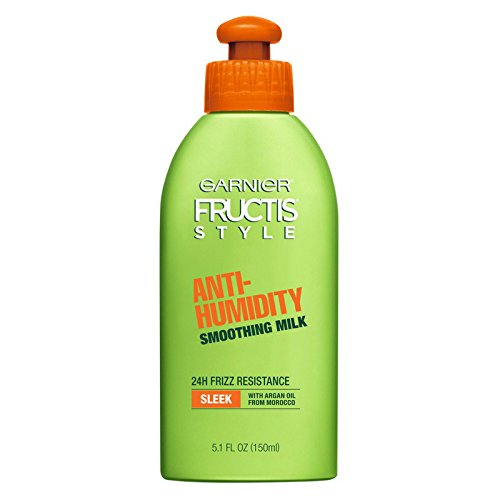 GARNIER
FRUCTIS
STYLE
ANTI-
HUMIDITY
SMOOTHING MILK
24H FRIZZ RESISTANCE
SLEEK
WITH ARGAN OIL
FROM MOROCCO
5.1 FL OZ (150ml)